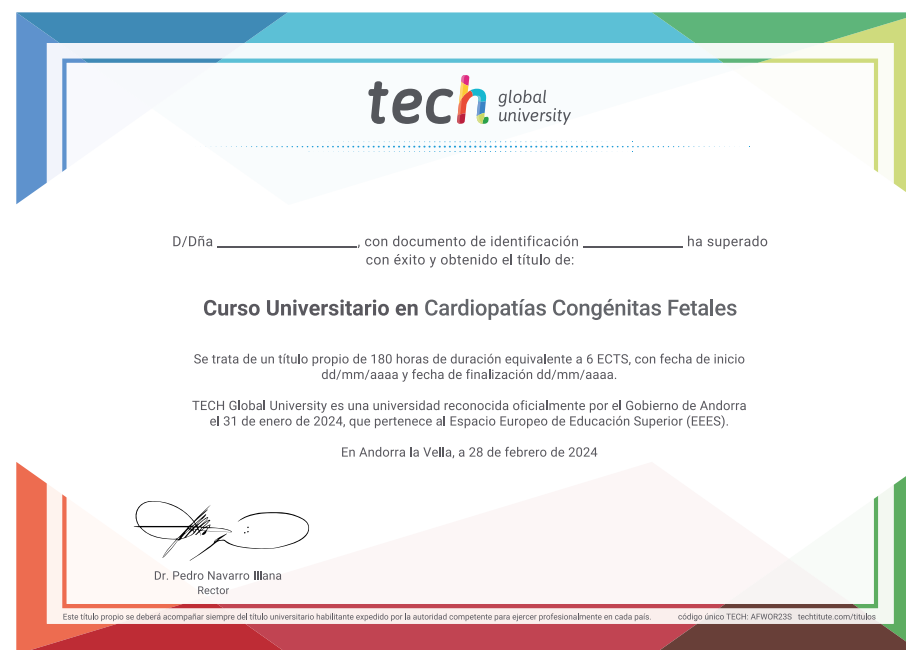 tech global university
D/Dña ____________________, con documento de identificación ______________ ha superado
con éxito y obtenido el título de:
Curso Universitario en Cardiopatías Congénitas Fetales
Se trata de un título propio de 180 horas de duración equivalente a 6 ECTS, con fecha de inicio
dd/mm/aaaa y fecha de finalización dd/mm/aaaa.
TECH Global University es una universidad reconocida oficialmente por el Gobierno de Andorra
el 31 de enero de 2024, que pertenece al Espacio Europeo de Educación Superior (EEES).
En Andorra la Vella, a 28 de febrero de 2024
Dr. Pedro Navarro Illana
Rector
Este título propio se deberá acompañar siempre del título universitario habilitante expedido por la autoridad competente para ejercer profesionalmente en cada país. código único TECH: AFWOR23S techtitute.com/titulos